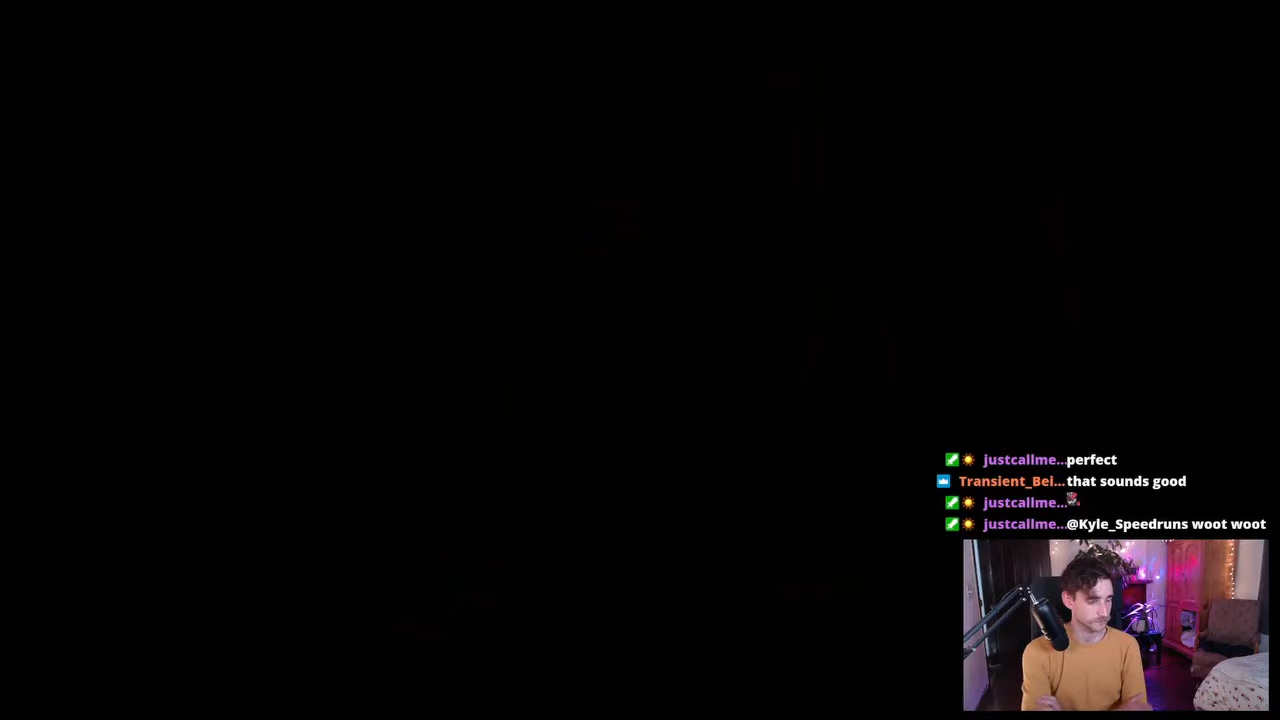 justcallme... perfect
Transient_Bei... that sounds good
justcallme...
justcallme... @Kyle_Speedruns woot woot